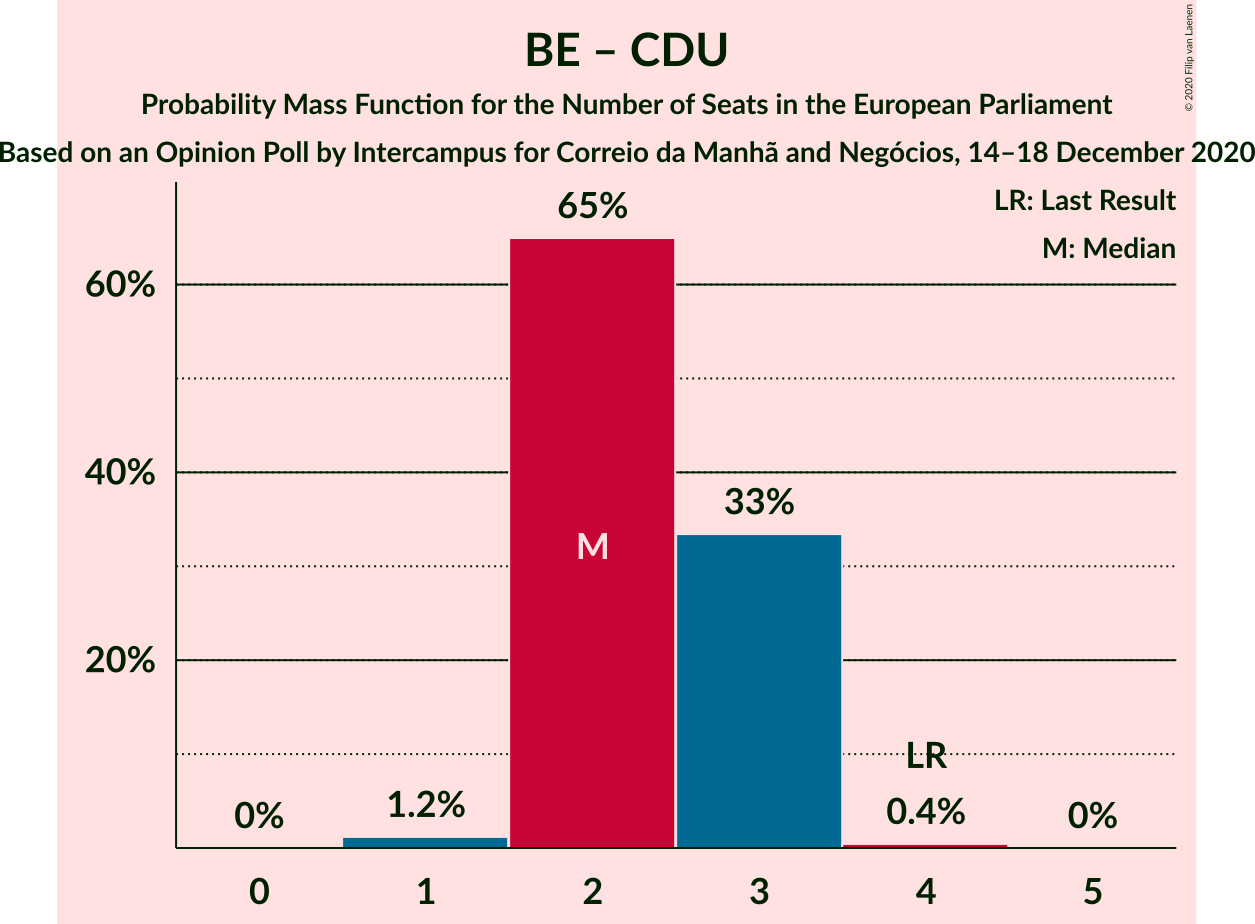 BE – CDU
Probability Mass Function for the Number of Seats in the European Parliament
Based on an Opinion Poll by Intercampus for Correio da Manhã and Negócios, 14–18 December 2020
© 2020 Filip van Laenen
LR: Last Result
M: Median
65%
60%
40%
33%
M
20%
LR
0%
1.2%
0.4%
0%
0
1
2
3
4
5